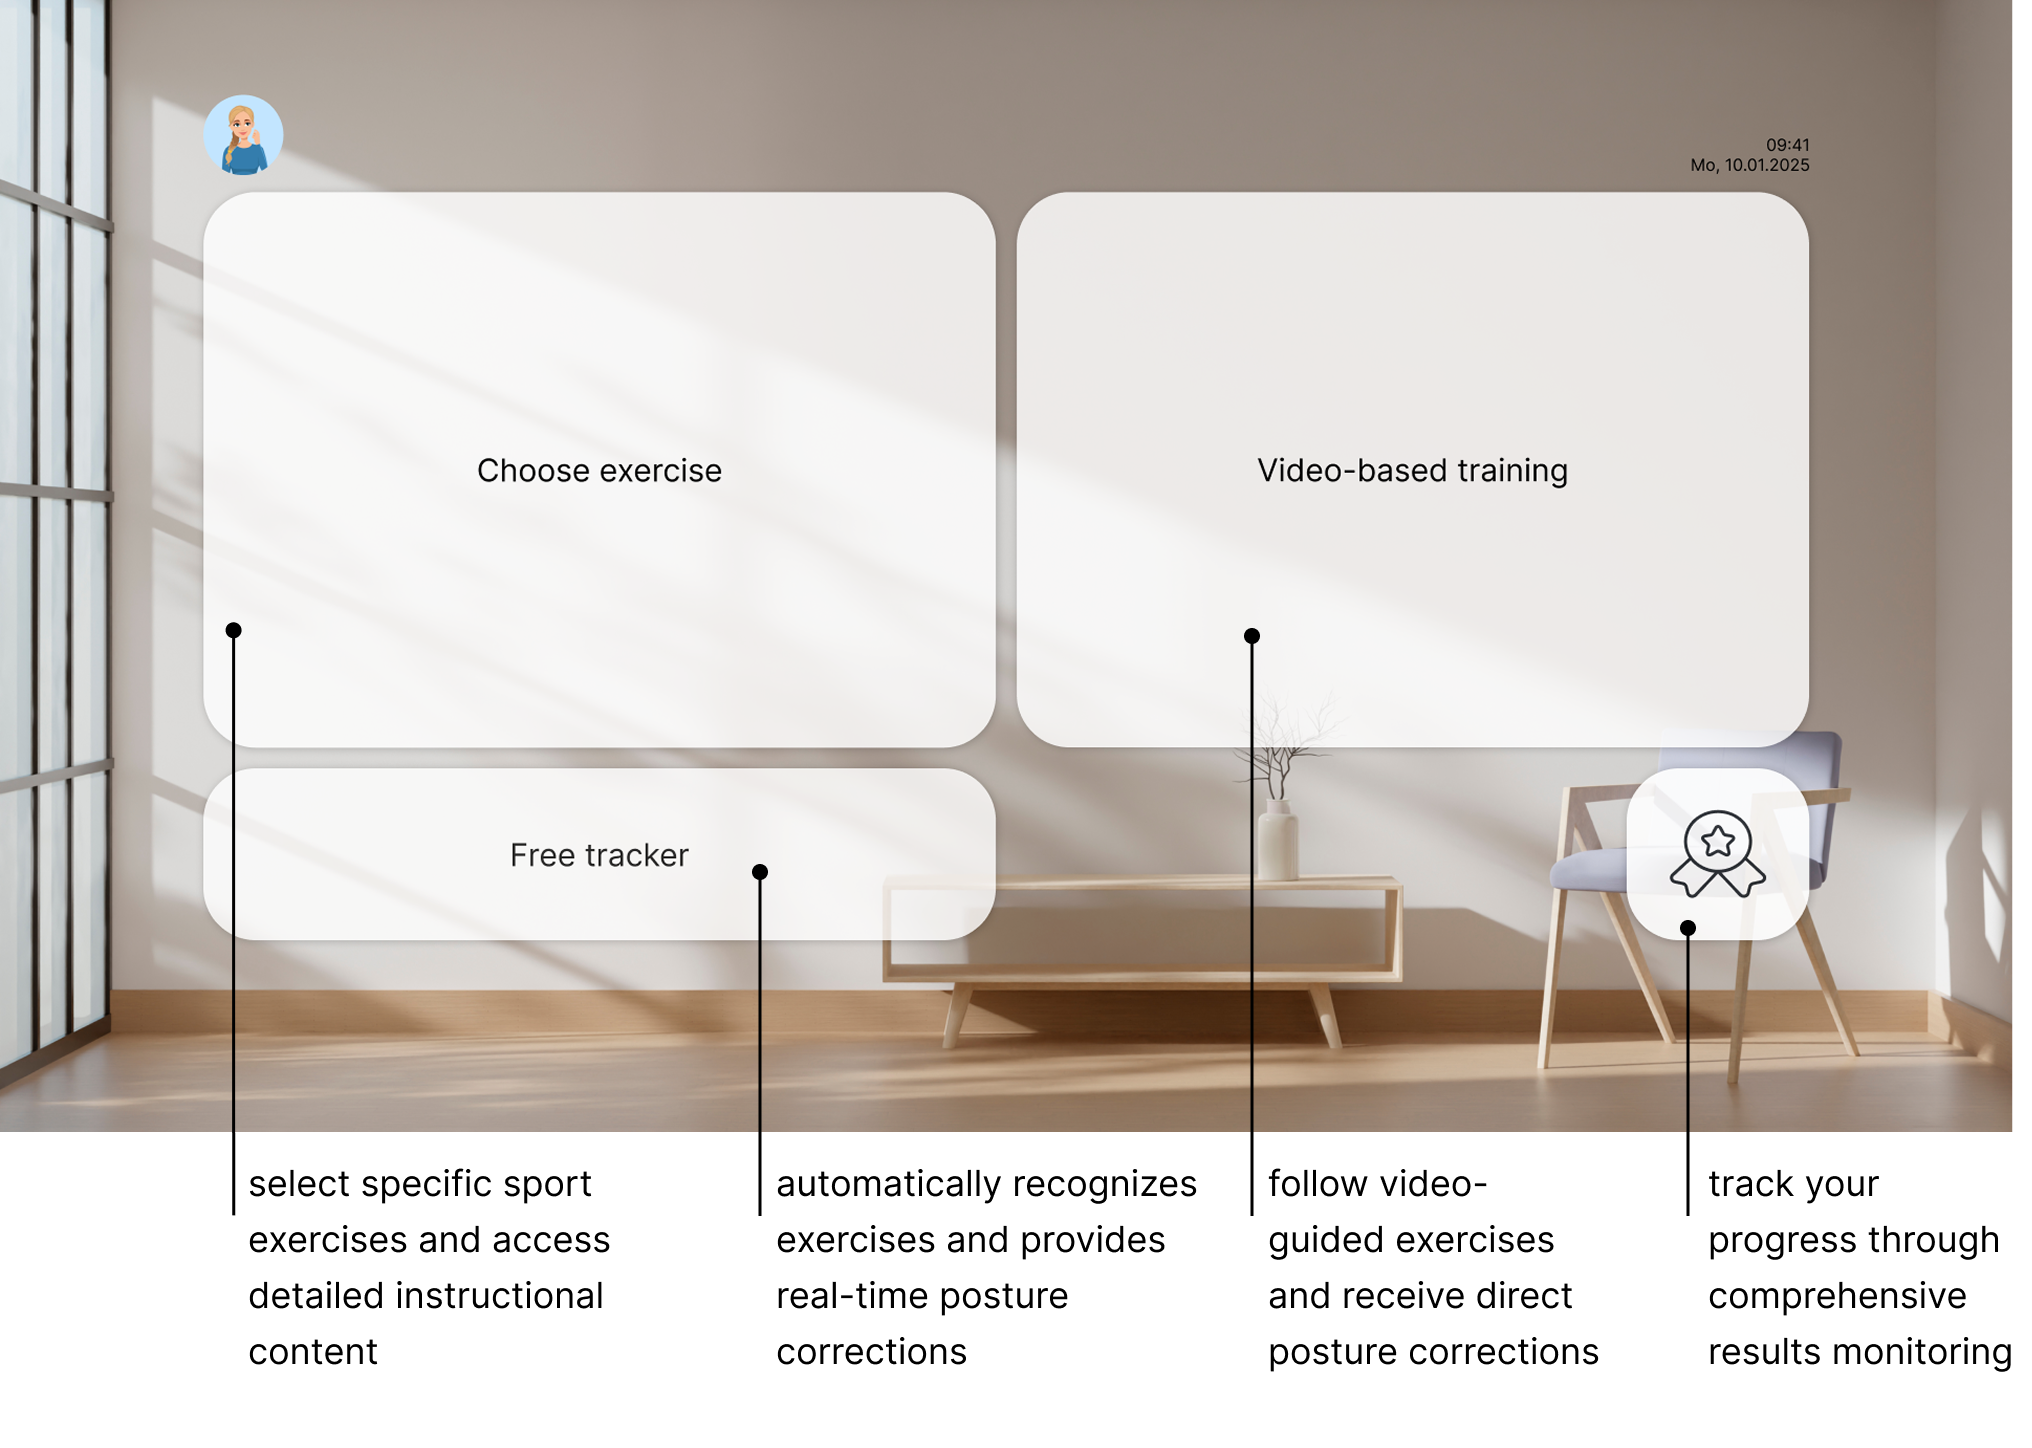 09:41
Mo, 10.01.2025
Choose exercise
Video-based training
Free tracker
select specific sport
exercises and access
detailed instructional
content
automatically recognizes
exercises and provides
real-time posture
corrections
follow video-
guided exercises
and receive direct
posture corrections
track your
progress through
comprehensive
results monitoring